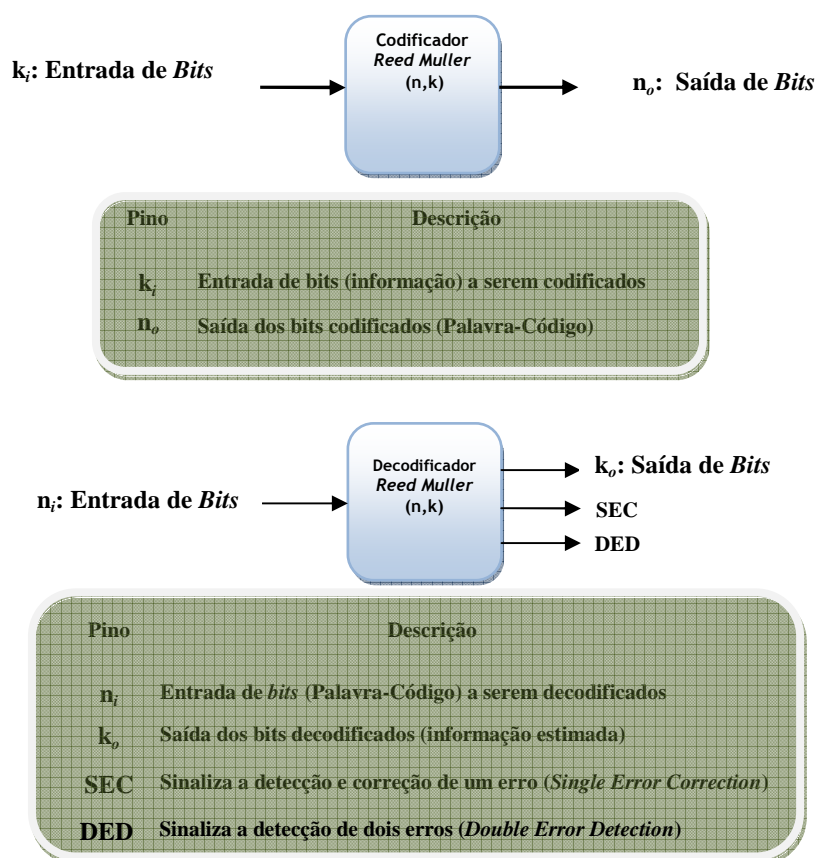 Codificador
Reed Muller
(n,k)
kᵢ: Entrada de Bits
nₒ: Saída de Bits
Pino Descrição
kᵢ Entrada de bits (informação) a serem codificados
nₒ Saída dos bits codificados (Palavra-Código)
Decodificador
Reed Muller
(n,k)
nᵢ: Entrada de Bits
kₒ: Saída de Bits
SEC
DED
Pino Descrição
nᵢ Entrada de bits (Palavra-Código) a serem decodificados
kₒ Saída dos bits decodificados (informação estimada)
SEC Sinaliza a detecção e correção de um erro (Single Error Correction)
DED Sinaliza a detecção de dois erros (Double Error Detection)